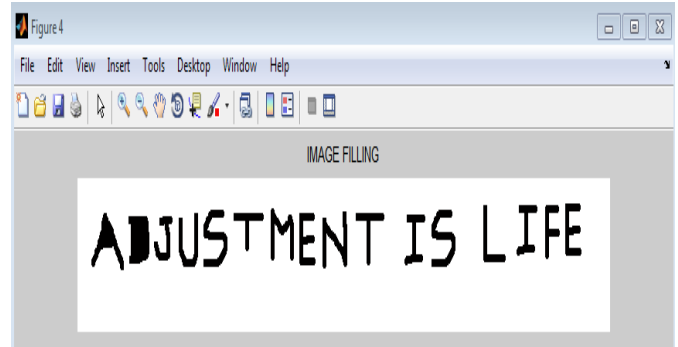 Figure 4
File Edit View Insert Tools Desktop Window Help
IMAGE FILLING
ADJUSTMENT IS LIFE